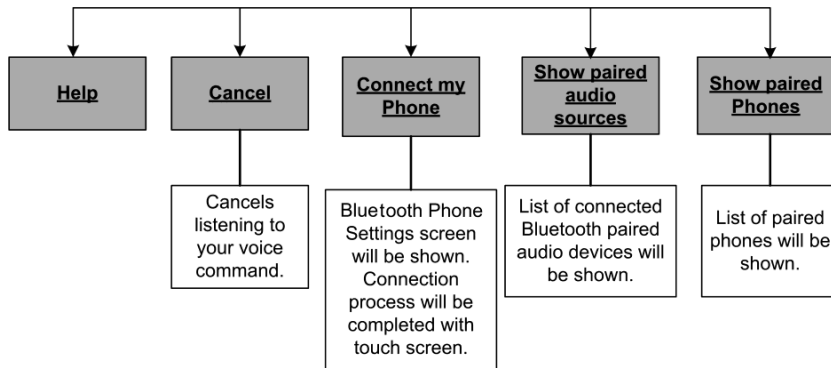 Help
Cancel
Connect my
Phone
Show paired
audio
sources
Show paired
Phones
Cancels
listening to
your voice
command.
Bluetooth Phone
Settings screen
will be shown.
Connection
process will be
completed with
touch screen.
List of connected
Bluetooth paired
audio devices will
be shown.
List of paired
phones will be
shown.